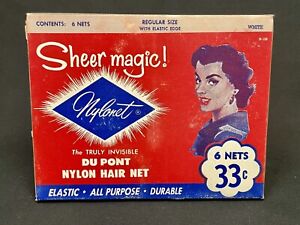 CONTENTS: 6 NETS
REGULAR SIZE
WITH ELASTIC EDGE
WHITE
Sheer magic!
Nylonet ®
The TRULY INVISIBLE
DU PONT
NYLON HAIR NET
6 NETS
33¢
ELASTIC • ALL PURPOSE • DURABLE